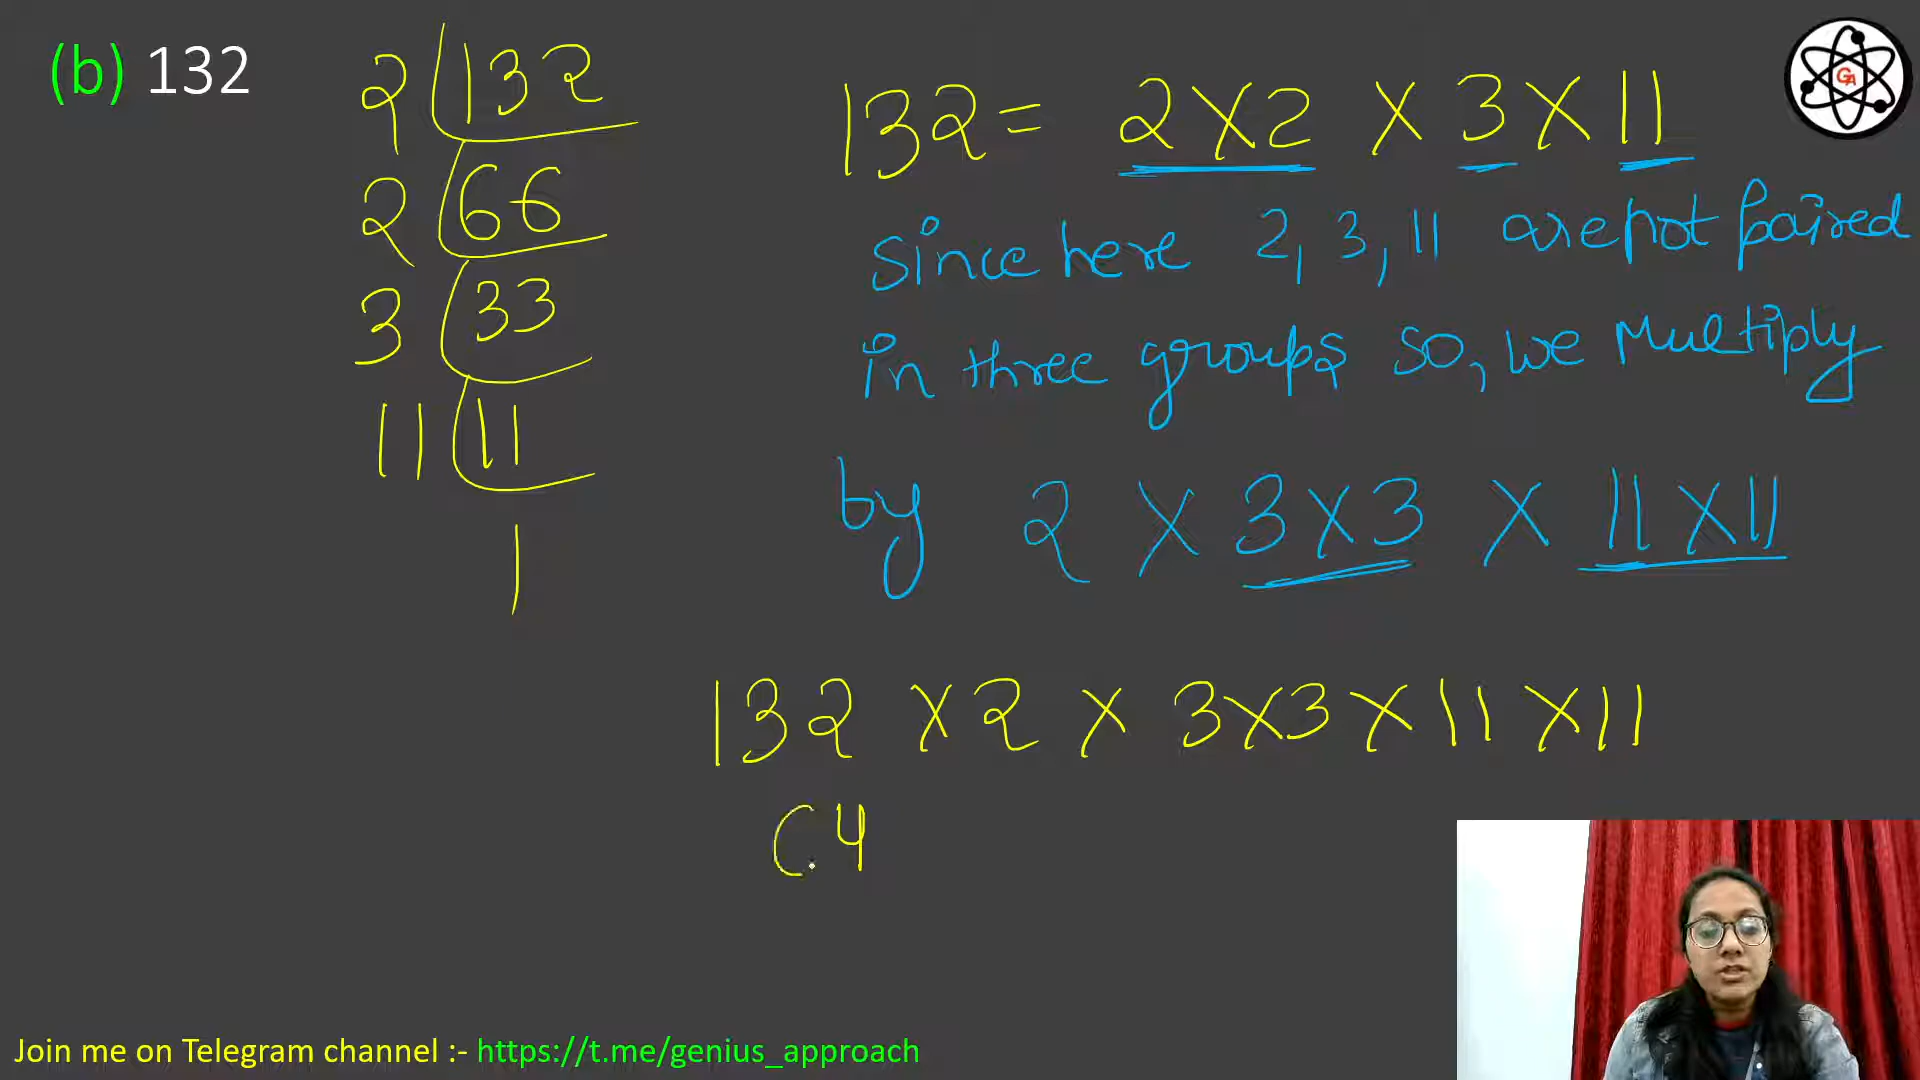 (b) 132
2 132
2 66
3 33
11 11
1
132 = 2 × 2 × 3 × 11
since here 2, 3, 11 are not paired
in three groups so, we multiply
by 2 × 3 × 3 × 11 × 11
132 × 2 × 3 × 3 × 11 × 11
64
GA
Join me on Telegram channel :- https://t.me/genius_approach